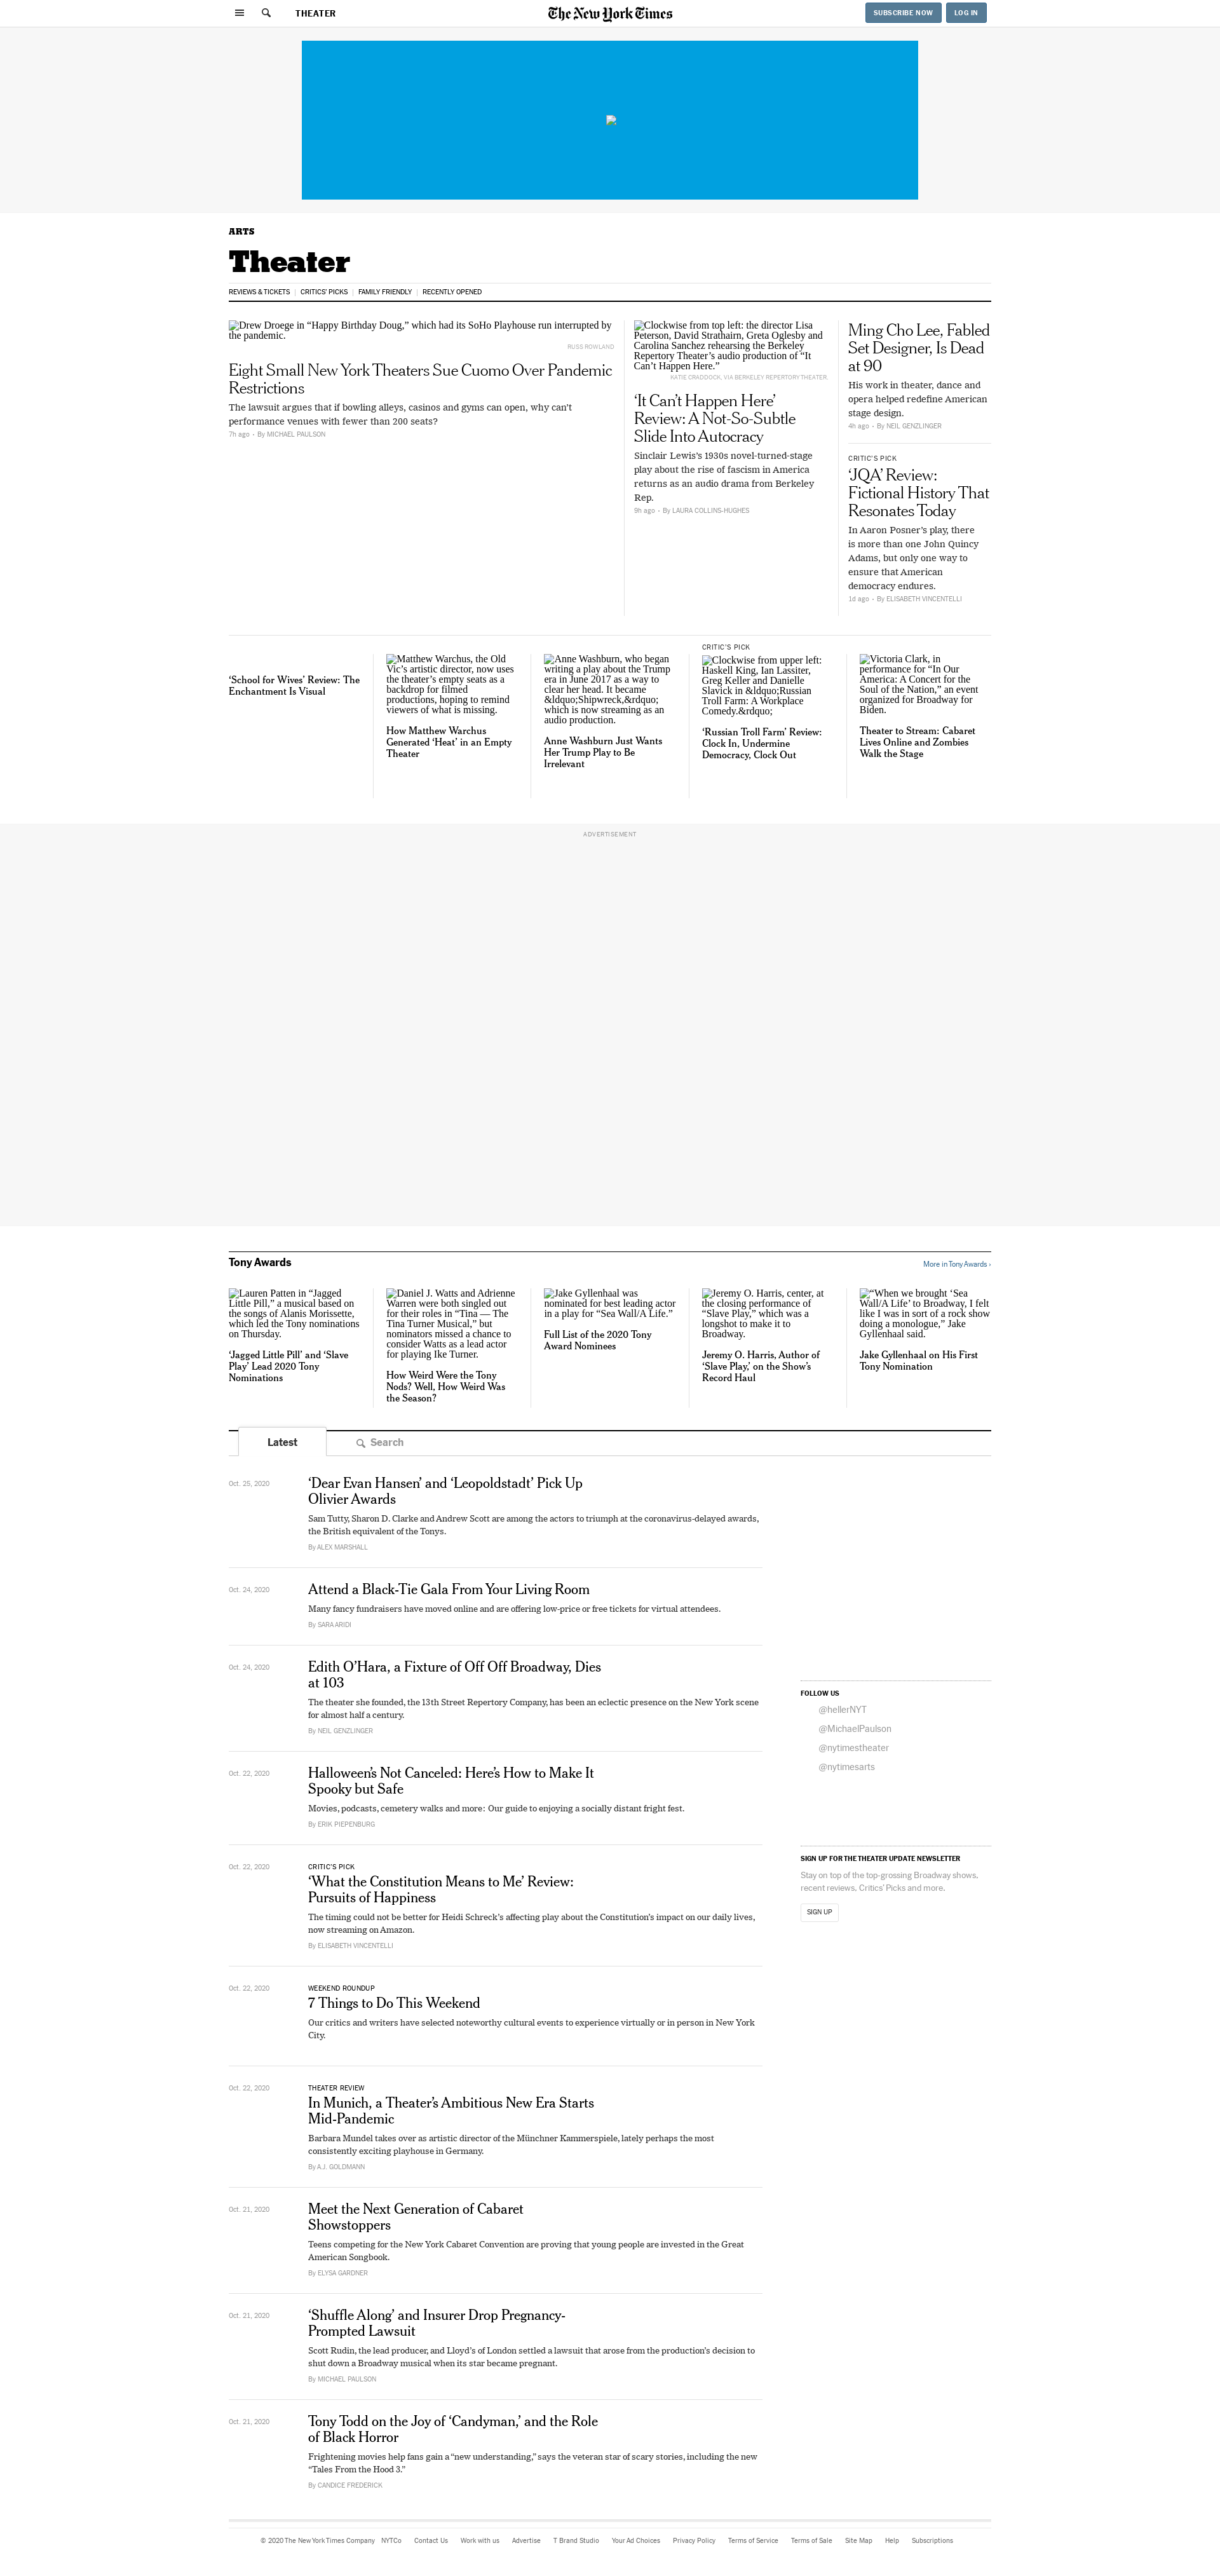 THEATER
The New York Times
SUBSCRIBE NOW
LOG IN
ARTS
Theater
REVIEWS & TICKETS
CRITICS' PICKS
FAMILY FRIENDLY
RECENTLY OPENED
Drew Droege in “Happy Birthday Doug,” which had its SoHo Playhouse run interrupted by
the pandemic.
RUSS ROWLAND
Eight Small New York Theaters Sue Cuomo Over Pandemic
Restrictions
The lawsuit argues that if bowling alleys, casinos and gyms can open, why can't
performance venues with fewer than 200 seats?
7h ago • By MICHAEL PAULSON
Clockwise from top left: the director Lisa
Peterson, David Strathairn, Greta Oglesby and
Carolina Sanchez rehearsing the Berkeley
Repertory Theater’s audio production of “It
Can’t Happen Here.”
KATIE CRADDOCK, VIA BERKELEY REPERTORY THEATER.
‘It Can’t Happen Here’
Review: A Not-So-Subtle
Slide Into Autocracy
Sinclair Lewis’s 1930s novel-turned-stage
play about the rise of fascism in America
returns as an audio drama from Berkeley
Rep.
9h ago • By LAURA COLLINS-HUGHES
Ming Cho Lee, Fabled
Set Designer, Is Dead
at 90
His work in theater, dance and
opera helped redefine American
stage design.
4h ago • By NEIL GENZLINGER
CRITIC’S PICK
‘JQA’ Review:
Fictional History That
Resonates Today
In Aaron Posner’s play, there
is more than one John Quincy
Adams, but only one way to
ensure that American
democracy endures.
1d ago • By ELISABETH VINCENTELLI
‘School for Wives’ Review: The
Enchantment Is Visual
Matthew Warchus, the Old
Vic’s artistic director, now uses
the theater’s empty seats as a
backdrop for filmed
productions, hoping to remind
viewers of what is missing.
How Matthew Warchus
Generated ‘Heat’ in an Empty
Theater
Anne Washburn, who began
writing a play about the Trump
era in June 2017 as a way to
clear her head. It became
&ldquo;Shipwreck,&rdquo;
which is now streaming as an
audio production.
Anne Washburn Just Wants
Her Trump Play to Be
Irrelevant
CRITIC’S PICK
Clockwise from upper left:
Haskell King, Ian Lassiter,
Greg Keller and Danielle
Slavick in &ldquo;Russian
Troll Farm: A Workplace
Comedy.&rdquo;
‘Russian Troll Farm’ Review:
Clock In, Undermine
Democracy, Clock Out
Victoria Clark, in
performance for “In Our
America: A Concert for the
Soul of the Nation,” an event
organized for Broadway for
Biden.
Theater to Stream: Cabaret
Lives Online and Zombies
Walk the Stage
ADVERTISEMENT
Tony Awards
More in Tony Awards ›
Lauren Patten in “Jagged
Little Pill,” a musical based on
the songs of Alanis Morissette,
which led the Tony nominations
on Thursday.
‘Jagged Little Pill’ and ‘Slave
Play’ Lead 2020 Tony
Nominations
Daniel J. Watts and Adrienne
Warren were both singled out
for their roles in “Tina — The
Tina Turner Musical,” but
nominators missed a chance to
consider Watts as a lead actor
for playing Ike Turner.
How Weird Were the Tony
Nods? Well, How Weird Was
the Season?
Jake Gyllenhaal was
nominated for best leading actor
in a play for “Sea Wall/A Life.”
Full List of the 2020 Tony
Award Nominees
Jeremy O. Harris, center, at
the closing performance of
“Slave Play,” which was a
longshot to make it to
Broadway.
Jeremy O. Harris, Author of
‘Slave Play,’ on the Show’s
Record Haul
“When we brought ‘Sea
Wall/A Life’ to Broadway, I felt
like I was in sort of a rock show
doing a monologue,” Jake
Gyllenhaal said.
Jake Gyllenhaal on His First
Tony Nomination
Latest
Search
Oct. 25, 2020
‘Dear Evan Hansen’ and ‘Leopoldstadt’ Pick Up
Olivier Awards
Sam Tutty, Sharon D. Clarke and Andrew Scott are among the actors to triumph at the coronavirus-delayed awards,
the British equivalent of the Tonys.
By ALEX MARSHALL
Oct. 24, 2020
Attend a Black-Tie Gala From Your Living Room
Many fancy fundraisers have moved online and are offering low-price or free tickets for virtual attendees.
By SARA ARIDI
Oct. 24, 2020
Edith O’Hara, a Fixture of Off Off Broadway, Dies
at 103
The theater she founded, the 13th Street Repertory Company, has been an eclectic presence on the New York scene
for almost half a century.
By NEIL GENZLINGER
Oct. 22, 2020
Halloween’s Not Canceled: Here’s How to Make It
Spooky but Safe
Movies, podcasts, cemetery walks and more: Our guide to enjoying a socially distant fright fest.
By ERIK PIEPENBURG
Oct. 22, 2020
CRITIC’S PICK
‘What the Constitution Means to Me’ Review:
Pursuits of Happiness
The timing could not be better for Heidi Schreck’s affecting play about the Constitution’s impact on our daily lives,
now streaming on Amazon.
By ELISABETH VINCENTELLI
Oct. 22, 2020
WEEKEND ROUNDUP
7 Things to Do This Weekend
Our critics and writers have selected noteworthy cultural events to experience virtually or in person in New York
City.
Oct. 22, 2020
THEATER REVIEW
In Munich, a Theater’s Ambitious New Era Starts
Mid-Pandemic
Barbara Mundel takes over as artistic director of the Münchner Kammerspiele, lately perhaps the most
consistently exciting playhouse in Germany.
By A.J. GOLDMANN
Oct. 21, 2020
Meet the Next Generation of Cabaret
Showstoppers
Teens competing for the New York Cabaret Convention are proving that young people are invested in the Great
American Songbook.
By ELYSA GARDNER
Oct. 21, 2020
‘Shuffle Along’ and Insurer Drop Pregnancy-
Prompted Lawsuit
Scott Rudin, the lead producer, and Lloyd’s of London settled a lawsuit that arose from the production’s decision to
shut down a Broadway musical when its star became pregnant.
By MICHAEL PAULSON
Oct. 21, 2020
Tony Todd on the Joy of ‘Candyman,’ and the Role
of Black Horror
Frightening movies help fans gain a “new understanding,” says the veteran star of scary stories, including the new
“Tales From the Hood 3.”
By CANDICE FREDERICK
FOLLOW US
@hellerNYT
@MichaelPaulson
@nytimestheater
@nytimesarts
SIGN UP FOR THE THEATER UPDATE NEWSLETTER
Stay on top of the top-grossing Broadway shows,
recent reviews, Critics’ Picks and more.
SIGN UP
© 2020 The New York Times Company NYTCo Contact Us Work with us Advertise T Brand Studio Your Ad Choices Privacy Policy Terms of Service Terms of Sale Site Map Help Subscriptions